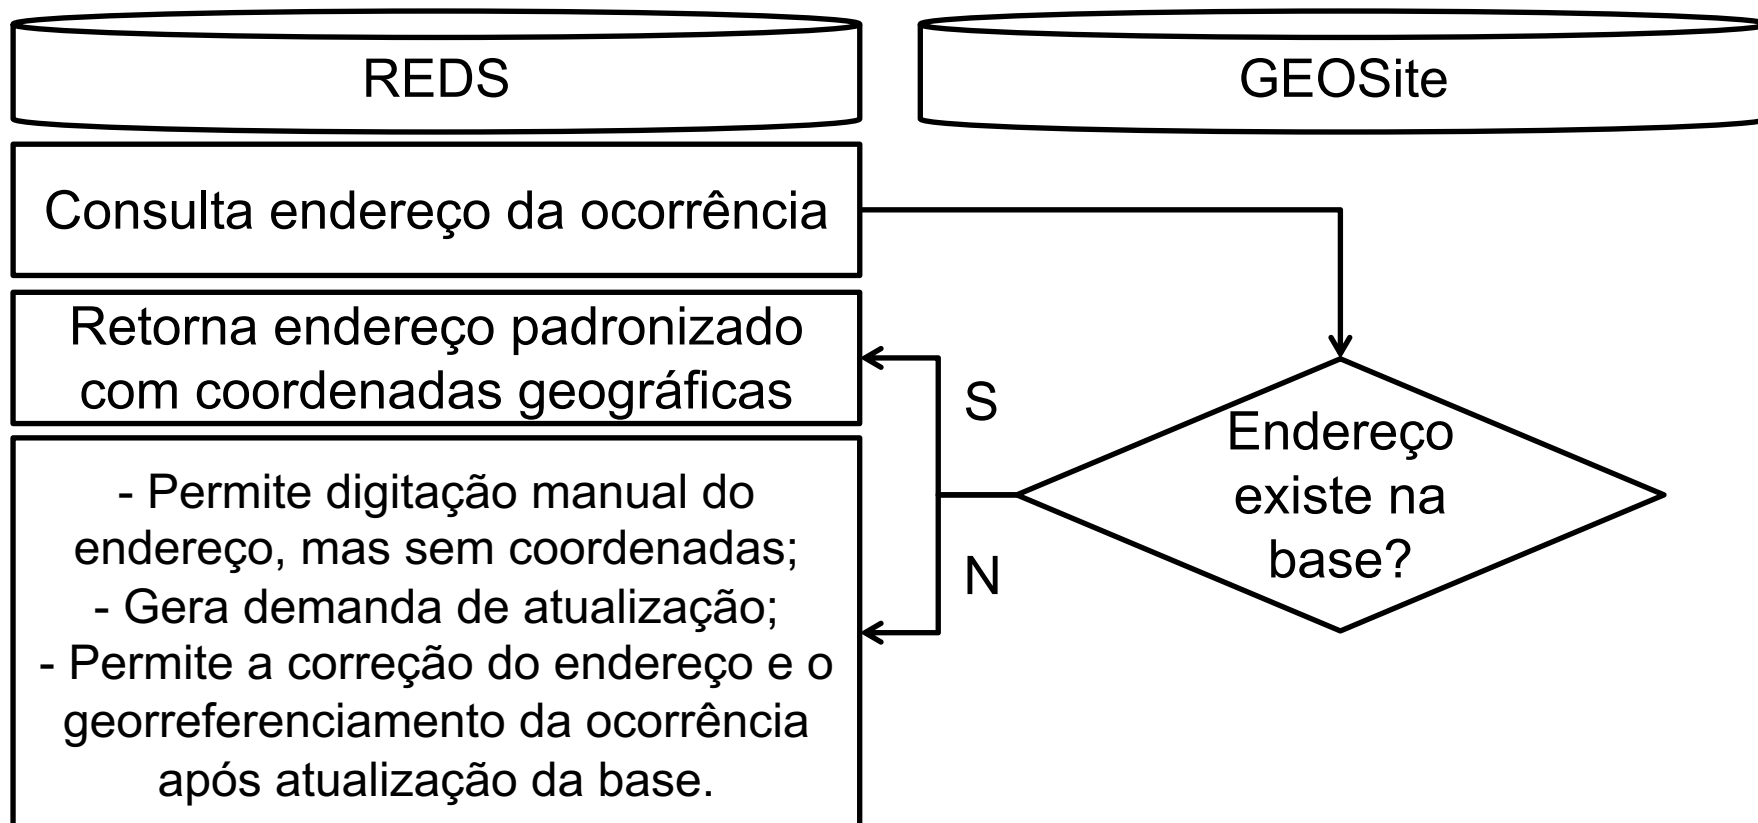 REDS
GEOSite
Consulta endereço da ocorrência
Retorna endereço padronizado
com coordenadas geográficas
S
Endereço
existe na
base?
N
- Permite digitação manual do
endereço, mas sem coordenadas;
- Gera demanda de atualização;
- Permite a correção do endereço e o
georreferenciamento da ocorrência
após atualização da base.